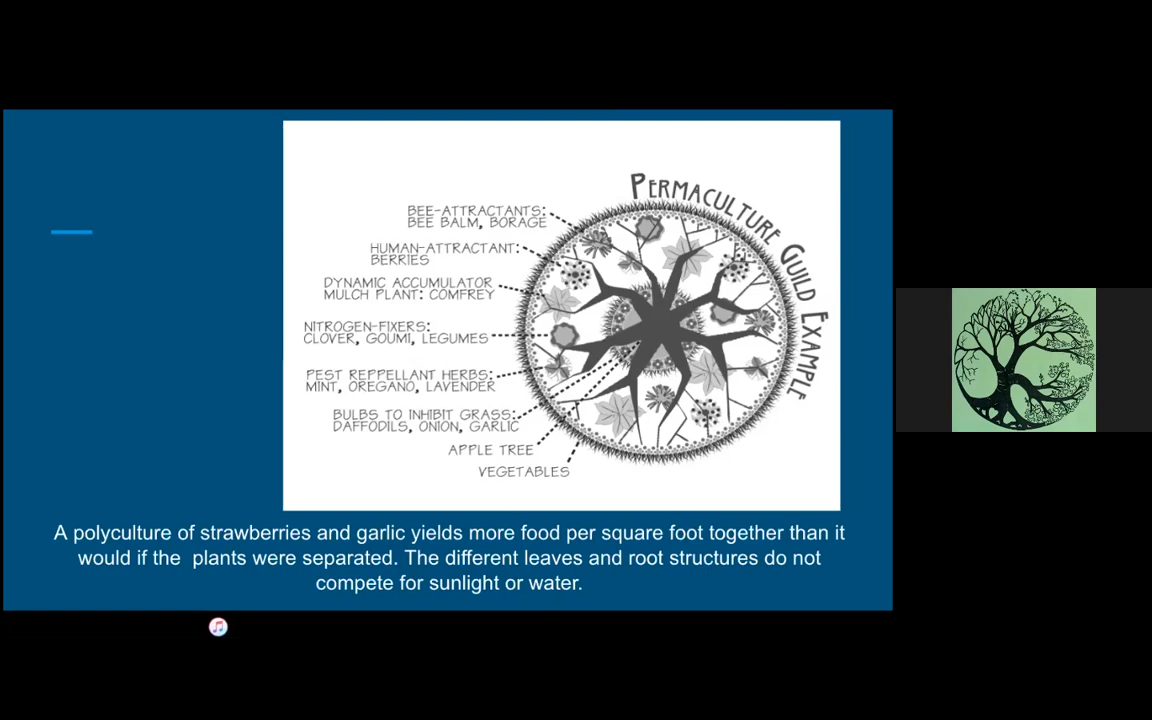 PERMACULTURE GUILD EXAMPLE
BEE-ATTRACTANTS:
BEE BALM, BORAGE
HUMAN-ATTRACTANT:
BERRIES
DYNAMIC ACCUMULATOR
MULCH PLANT: COMFREY
NITROGEN-FIXERS:
CLOVER, GOUMI, LEGUMES
PEST REPPELLANT HERBS:
MINT, OREGANO, LAVENDER
BULBS TO INHIBIT GRASS:
DAFFODILS, ONION, GARLIC
APPLE TREE
VEGETABLES
A polyculture of strawberries and garlic yields more food per square foot together than it
would if the  plants were separated. The different leaves and root structures do not
compete for sunlight or water.